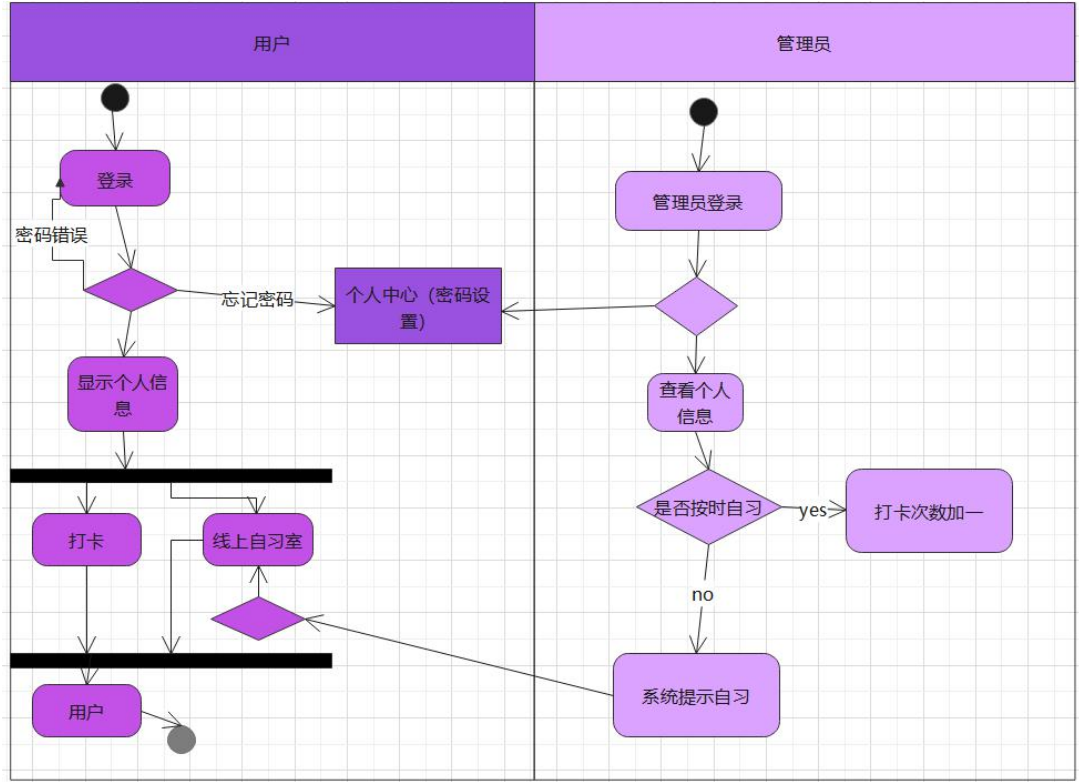 用户
管理员
登录
管理员登录
密码错误
忘记密码
个人中心（密码设
置）
显示个人信
息
查看个人
信息
是否按时自习
yes
打卡次数加一
打卡
线上自习室
no
系统提示自习
用户